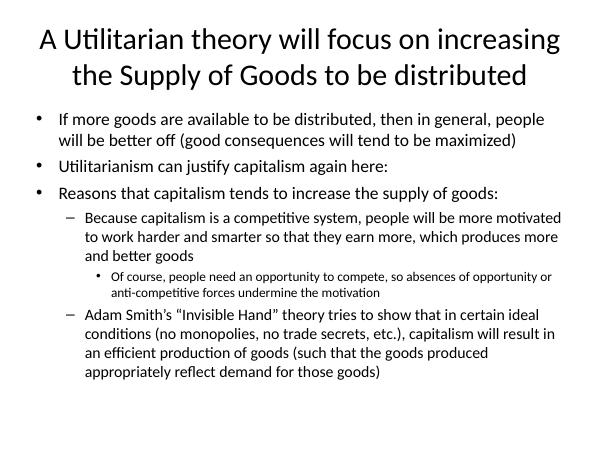 A Utilitarian theory will focus on increasing
the Supply of Goods to be distributed
• If more goods are available to be distributed, then in general, people
will be better off (good consequences will tend to be maximized)
• Utilitarianism can justify capitalism again here:
• Reasons that capitalism tends to increase the supply of goods:
– Because capitalism is a competitive system, people will be more motivated
to work harder and smarter so that they earn more, which produces more
and better goods
• Of course, people need an opportunity to compete, so absences of opportunity or
anti-competitive forces undermine the motivation
– Adam Smith’s “Invisible Hand” theory tries to show that in certain ideal
conditions (no monopolies, no trade secrets, etc.), capitalism will result in
an efficient production of goods (such that the goods produced
appropriately reflect demand for those goods)